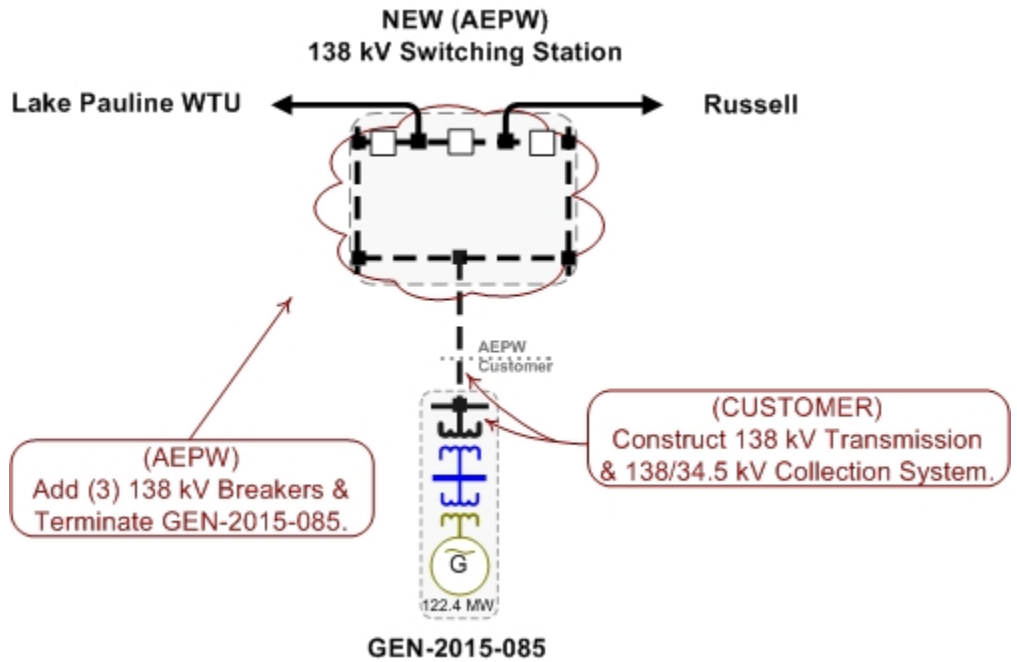 NEW (AEPW)
138 kV Switching Station
Lake Pauline WTU
Russell
AEPW
Customer
(AEPW)
Add (3) 138 kV Breakers &
Terminate GEN-2015-085.
(CUSTOMER)
Construct 138 kV Transmission
& 138/34.5 kV Collection System.
G
122.4 MW
GEN-2015-085